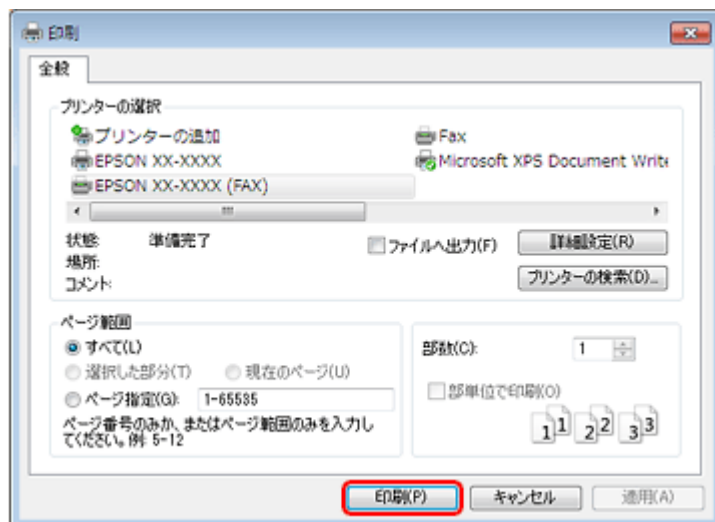 印刷
全般
プリンターの選択
プリンターの追加
Fax
EPSON XX-XXXX
Microsoft XPS Document Write
EPSON XX-XXXX (FAX)
状態: 準備完了
場所:
コメント:
ファイルへ出力(F)
詳細設定(R)
プリンターの検索(D)...
ページ範囲
すべて(L)
選択した部分(T) 現在のページ(U)
ページ指定(G): 1-65535
ページ番号のみか、またはページ範囲のみを入力し
てください。例: 5-12
部数(C): 1
部単位で印刷(O)
1 1 2 2 3 3
印刷(P) キャンセル 適用(A)